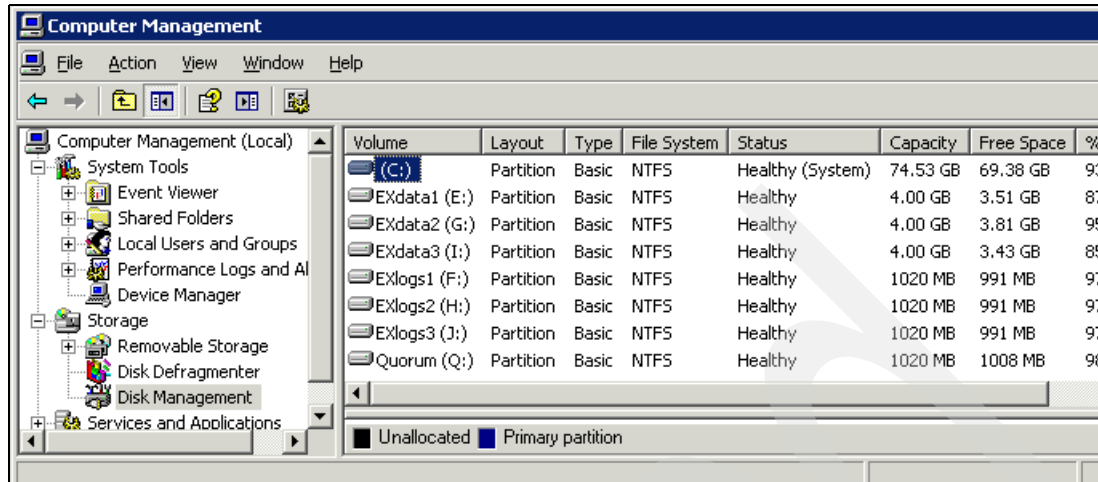 Computer Management
File Action View Window Help
Computer Management (Local)
System Tools
Event Viewer
Shared Folders
Local Users and Groups
Performance Logs and Al
Device Manager
Storage
Removable Storage
Disk Defragmenter
Disk Management
Services and Applications
Volume Layout Type File System Status Capacity Free Space %
(C:) Partition Basic NTFS Healthy (System) 74.53 GB 69.38 GB 93
EXdata1 (E:) Partition Basic NTFS Healthy 4.00 GB 3.51 GB 87
EXdata2 (G:) Partition Basic NTFS Healthy 4.00 GB 3.81 GB 95
EXdata3 (I:) Partition Basic NTFS Healthy 4.00 GB 3.43 GB 85
EXlogs1 (F:) Partition Basic NTFS Healthy 1020 MB 991 MB 97
EXlogs2 (H:) Partition Basic NTFS Healthy 1020 MB 991 MB 97
EXlogs3 (J:) Partition Basic NTFS Healthy 1020 MB 991 MB 97
Quorum (Q:) Partition Basic NTFS Healthy 1020 MB 1008 MB 98
Unallocated Primary partition